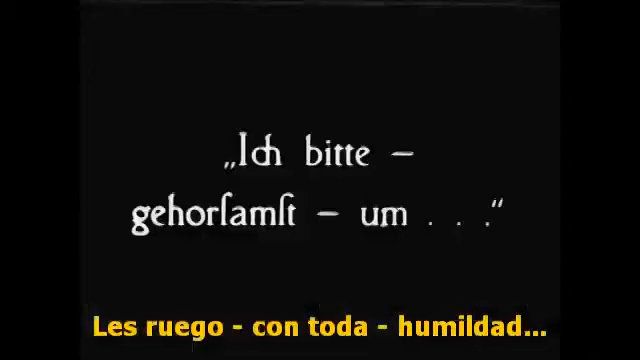 „Ich bitte –
gehorſamſt – um . . .“
Les ruego - con toda - humildad...